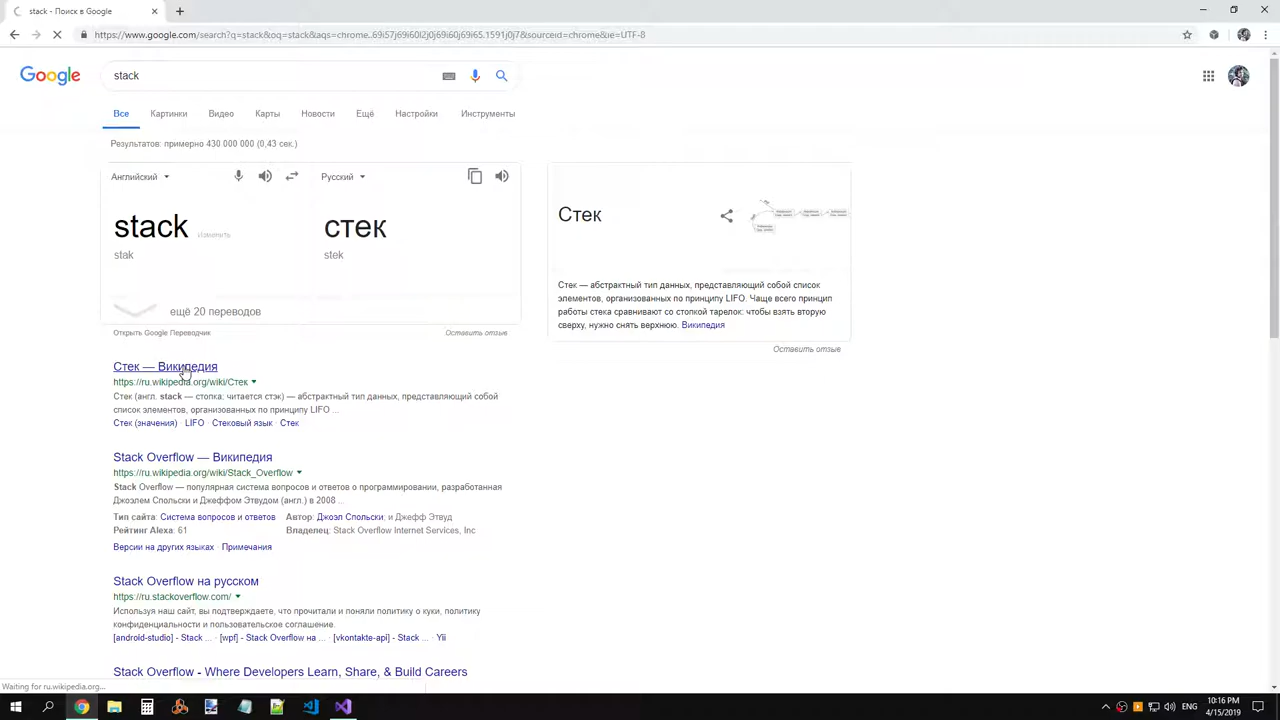 stack - Поиск в Google
https://www.google.com/search?q=stack&oq=stack&aqs=chrome..69i57j69i60l2j0j69i60j69i65.1591j0j7&sourceid=chrome&ie=UTF-8
Google
stack
Все Картинки Видео Карты Новости Ещё Настройки Инструменты
Результатов: примерно 430 000 000 (0,43 сек.)
Английский Русский
stack Изменить стек
stak stek
ещё 20 переводов
Открыть Google Переводчик Оставить отзыв
Стек
Стек — абстрактный тип данных, представляющий собой список
элементов, организованных по принципу LIFO. Чаще всего принцип
работы стека сравнивают со стопкой тарелок: чтобы взять вторую
сверху, нужно снять верхнюю. Википедия
Оставить отзыв
Стек — Википедия
https://ru.wikipedia.org/wiki/Стек
Стек (англ. stack — стопка; читается стэк) — абстрактный тип данных, представляющий собой
список элементов, организованных по принципу LIFO ...
Стек (значения) · LIFO · Стековый язык · Стек
Stack Overflow — Википедия
https://ru.wikipedia.org/wiki/Stack_Overflow
Stack Overflow — популярная система вопросов и ответов о программировании, разработанная
Джоэлем Спольски и Джеффом Этвудом (англ.) в 2008 ...
Тип сайта: Система вопросов и ответов Автор: Джоэл Спольски; и Джефф Этвуд
Рейтинг Alexa: 61 Владелец: Stack Overflow Internet Services, Inc
Версии на других языках · Примечания
Stack Overflow на русском
https://ru.stackoverflow.com/
Используя наш сайт, вы подтверждаете, что прочитали и поняли политику о куки, политику
конфиденциальности и пользовательское соглашение.
[android-studio] - Stack ... · [wpf] - Stack Overflow на ... · [vkontakte-api] - Stack ... · Yii
Stack Overflow - Where Developers Learn, Share, & Build Careers
Waiting for ru.wikipedia.org...
ENG
10:16 PM
4/15/2019